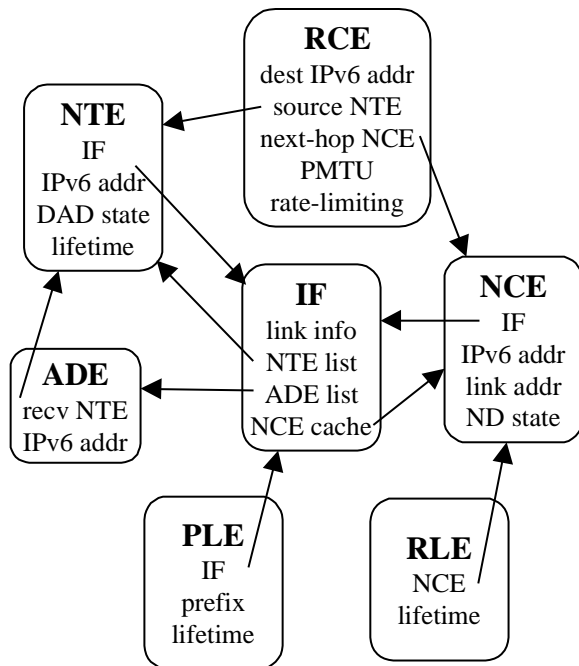 RCE
dest IPv6 addr
source NTE
next-hop NCE
PMTU
rate-limiting
NTE
IF
IPv6 addr
DAD state
lifetime
IF
link info
NTE list
ADE list
NCE cache
NCE
IF
IPv6 addr
link addr
ND state
ADE
recv NTE
IPv6 addr
PLE
IF
prefix
lifetime
RLE
NCE
lifetime